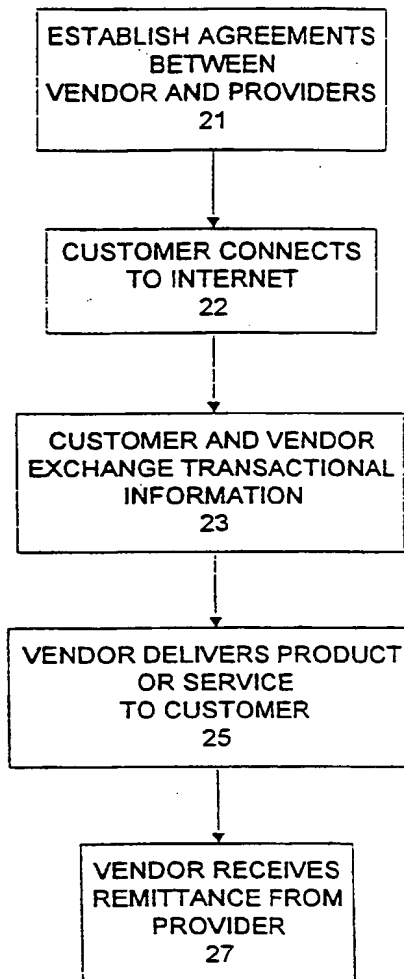 ESTABLISH AGREEMENTS
BETWEEN
VENDOR AND PROVIDERS
21
CUSTOMER CONNECTS
TO INTERNET
22
CUSTOMER AND VENDOR
EXCHANGE TRANSACTIONAL
INFORMATION
23
VENDOR DELIVERS PRODUCT
OR SERVICE
TO CUSTOMER
25
VENDOR RECEIVES
REMITTANCE FROM
PROVIDER
27